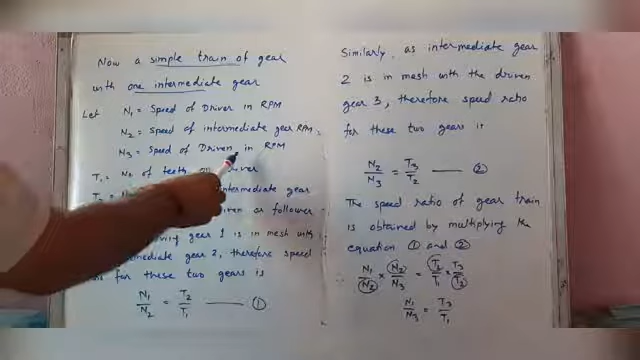 Now a simple train of gear
with one intermediate gear
Let N₁ = Speed of Driver in RPM
N₂ = Speed of intermediate gear RPM
N₃ = Speed of Driven in RPM
T₁ = No of teeth on driver
intermediate gear
driven or follower
gear 1 is in mesh with
gear 2, therefore speed
for these two gears is
N₁/N₂ = T₂/T₁ —— ①
Similarly, as intermediate gear
2 is in mesh with the driven
gear 3, therefore speed ratio
for these two gears is
N₂/N₃ = T₃/T₂ —— ②
The speed ratio of gear train
is obtained by multiplying the
equation ① and ②
∴ N₁/N₂ × N₂/N₃ = T₂/T₁ × T₃/T₂
N₁/N₃ = T₃/T₁